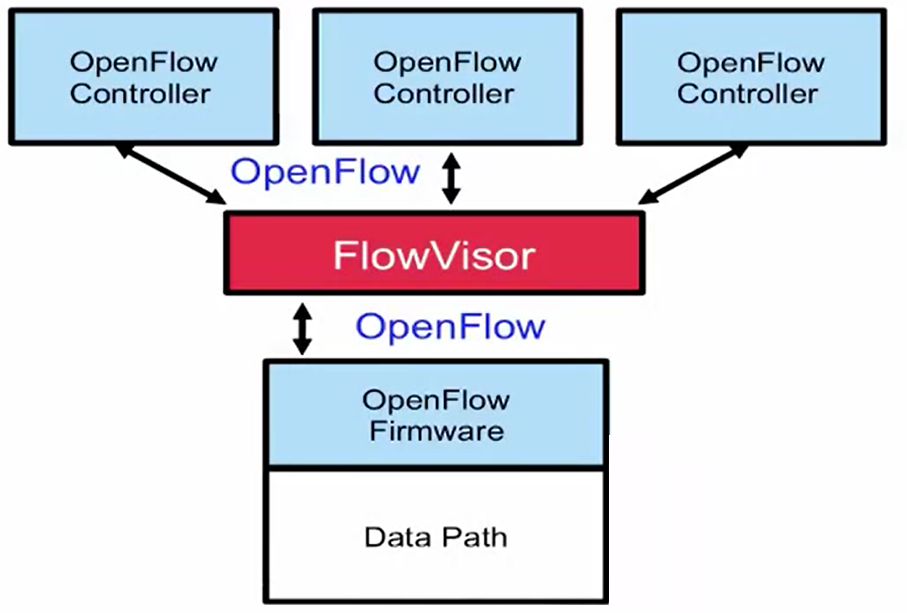 OpenFlow
Controller
OpenFlow
Controller
OpenFlow
Controller
OpenFlow
FlowVisor
OpenFlow
OpenFlow
Firmware
Data Path